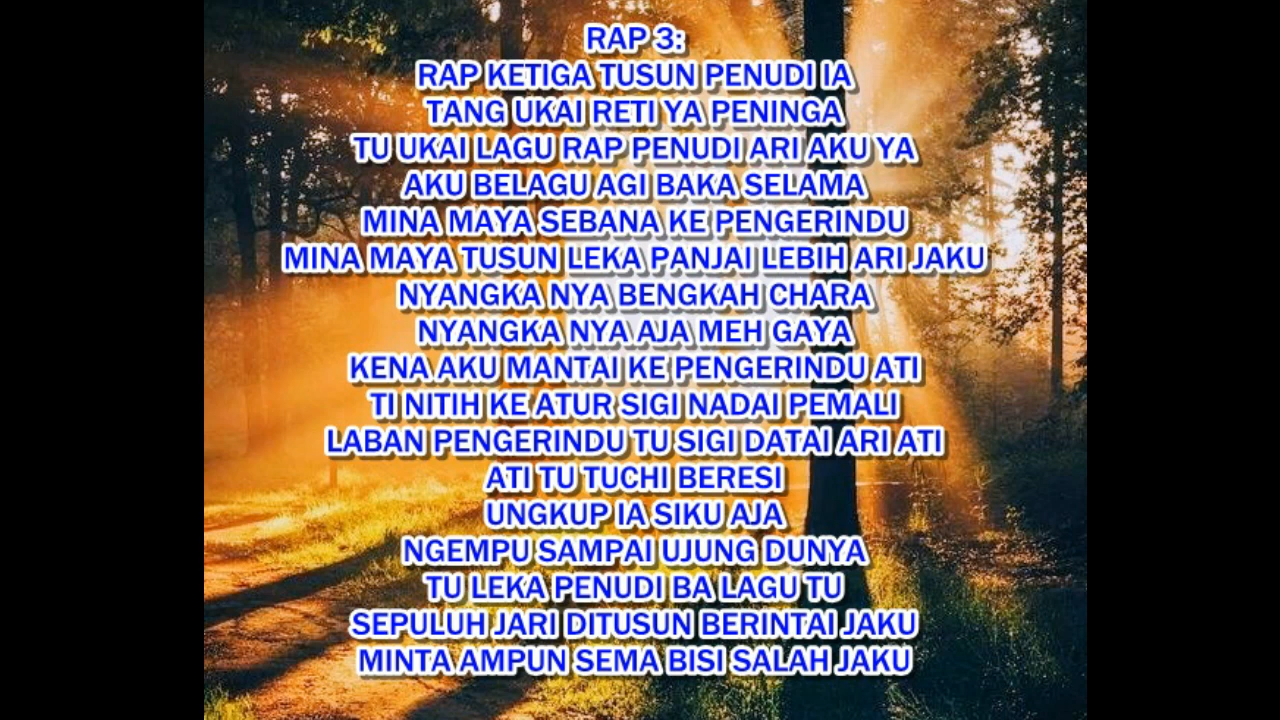 RAP 3:
RAP KETIGA TUSUN PENUDI IA
TANG UKAI RETI YA PENINGA
TU UKAI LAGU RAP PENUDI ARI AKU YA
AKU BELAGU AGI BAKA SELAMA
MINA MAYA SEBANA KE PENGERINDU
MINA MAYA TUSUN LEKA PANJAI LEBIH ARI JAKU
NYANGKA NYA BENGKAH CHARA
NYANGKA NYA AJA MEH GAYA
KENA AKU MANTAI KE PENGERINDU ATI
TI NITIH KE ATUR SIGI NADAI PEMALI
LABAN PENGERINDU TU SIGI DATAI ARI ATI
ATI TU TUCHI BERESI
UNGKUP IA SIKU AJA
NGEMPU SAMPAI UJUNG DUNYA
TU LEKA PENUDI BA LAGU TU
SEPULUH JARI DITUSUN BERINTAI JAKU
MINTA AMPUN SEMA BISI SALAH JAKU